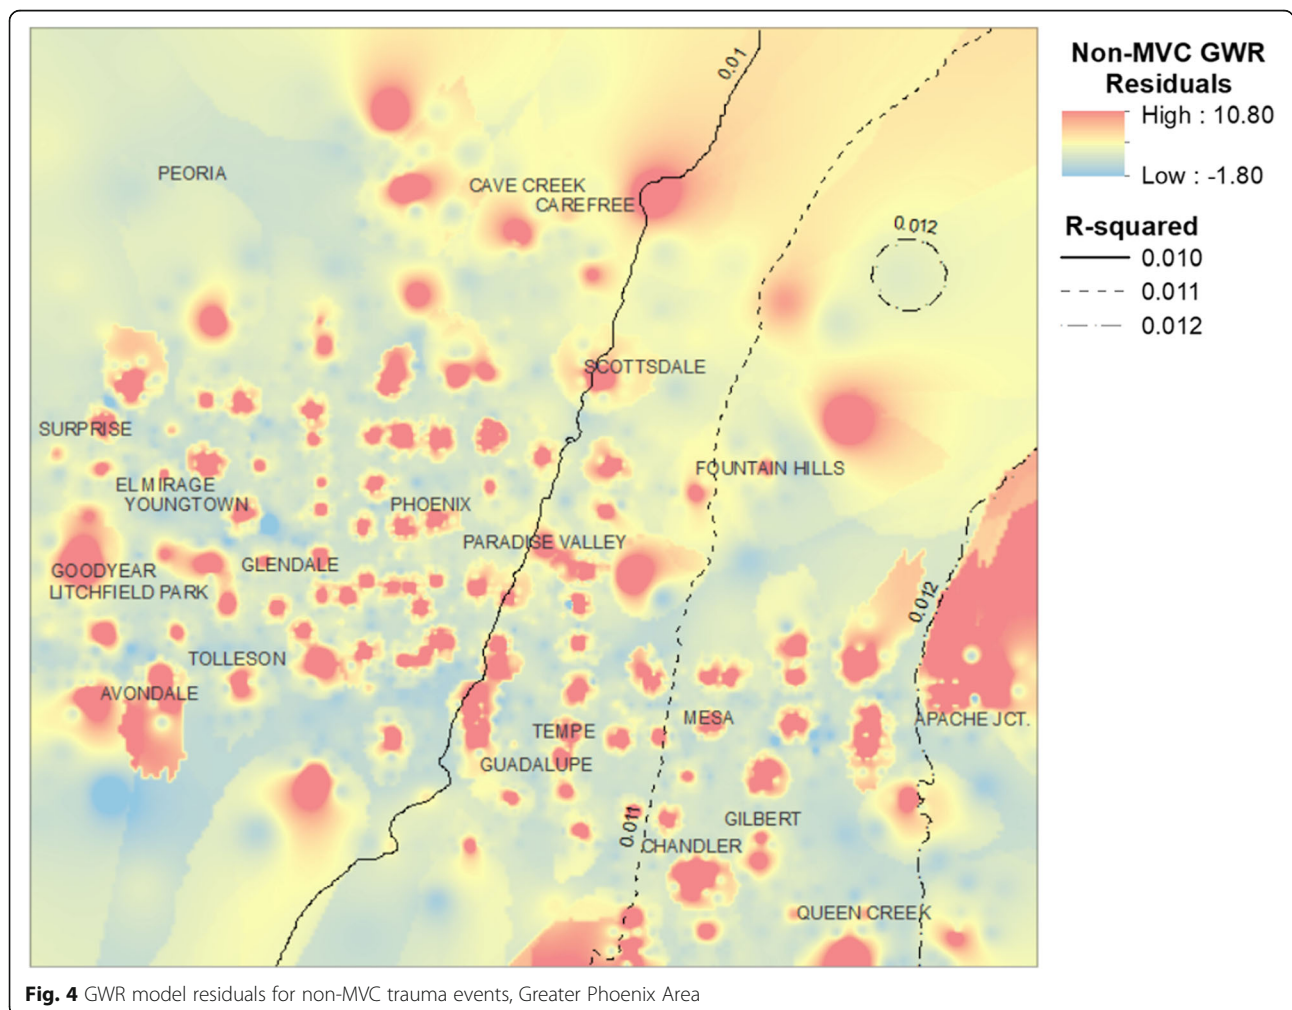 Non-MVC GWR
Residuals
High : 10.80
Low : -1.80
R-squared
0.010
0.011
0.012
0.01
0.012
PEORIA
CAVE CREEK
CAREFREE
SCOTTSDALE
SURPRISE
FOUNTAIN HILLS
EL MIRAGE
YOUNGTOWN
PHOENIX
PARADISE VALLEY
GLENDALE
GOODYEAR
LITCHFIELD PARK
0.012
TOLLESON
AVONDALE
MESA
APACHE JCT.
TEMPE
GUADALUPE
0.011
GILBERT
CHANDLER
QUEEN CREEK
Fig. 4 GWR model residuals for non-MVC trauma events, Greater Phoenix Area